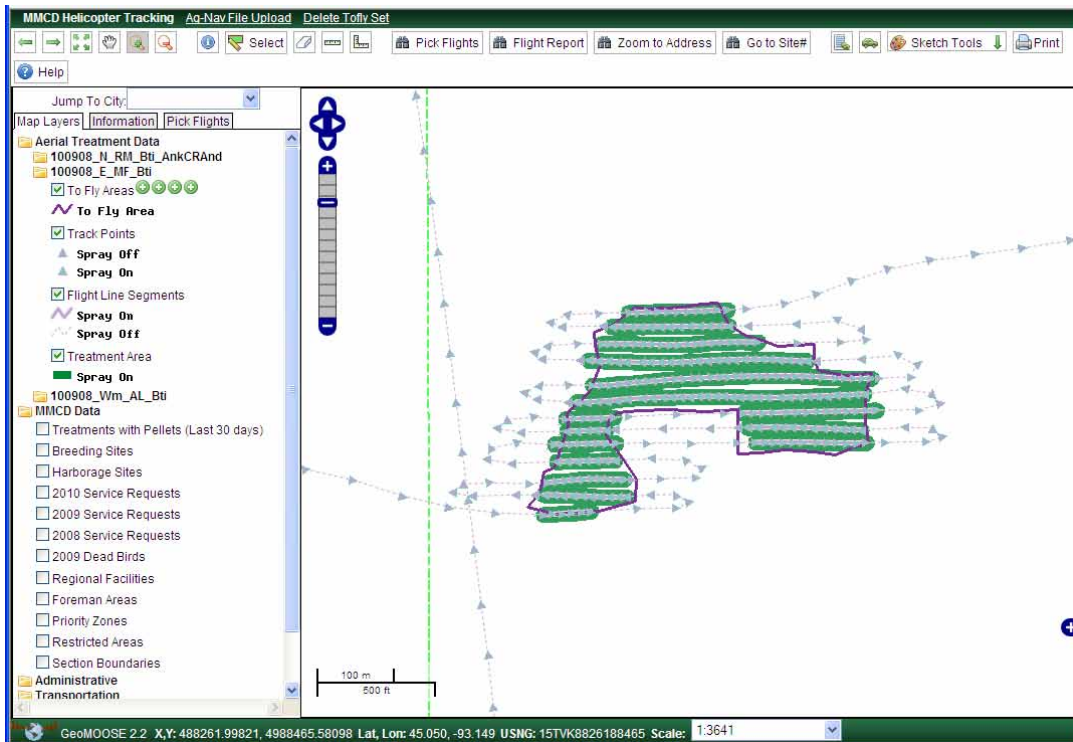 MMCD Helicopter Tracking Ag-Nav File Upload Delete Tofly Set
Select Pick Flights Flight Report Zoom to Address Go to Site# Sketch Tools Print
Help
Jump To City:
Map Layers Information Pick Flights
Aerial Treatment Data
100908_N_RM_Bti_AnkCRAnd
100908_E_MF_Bti
To Fly Areas
To Fly Area
Track Points
Spray Off
Spray On
Flight Line Segments
Spray On
Spray Off
Treatment Area
Spray On
100908_Wm_AL_Bti
MMCD Data
Treatments with Pellets (Last 30 days)
Breeding Sites
Harborage Sites
2010 Service Requests
2009 Service Requests
2008 Service Requests
2009 Dead Birds
Regional Facilities
Foreman Areas
Priority Zones
Restricted Areas
Section Boundaries
Administrative
Transportation
100 m
500 ft
GeoMOOSE 2.2 X,Y: 488261.99821, 4988465.58098 Lat, Lon: 45.050, -93.149 USNG: 15TVK8826188465 Scale: 1:3641